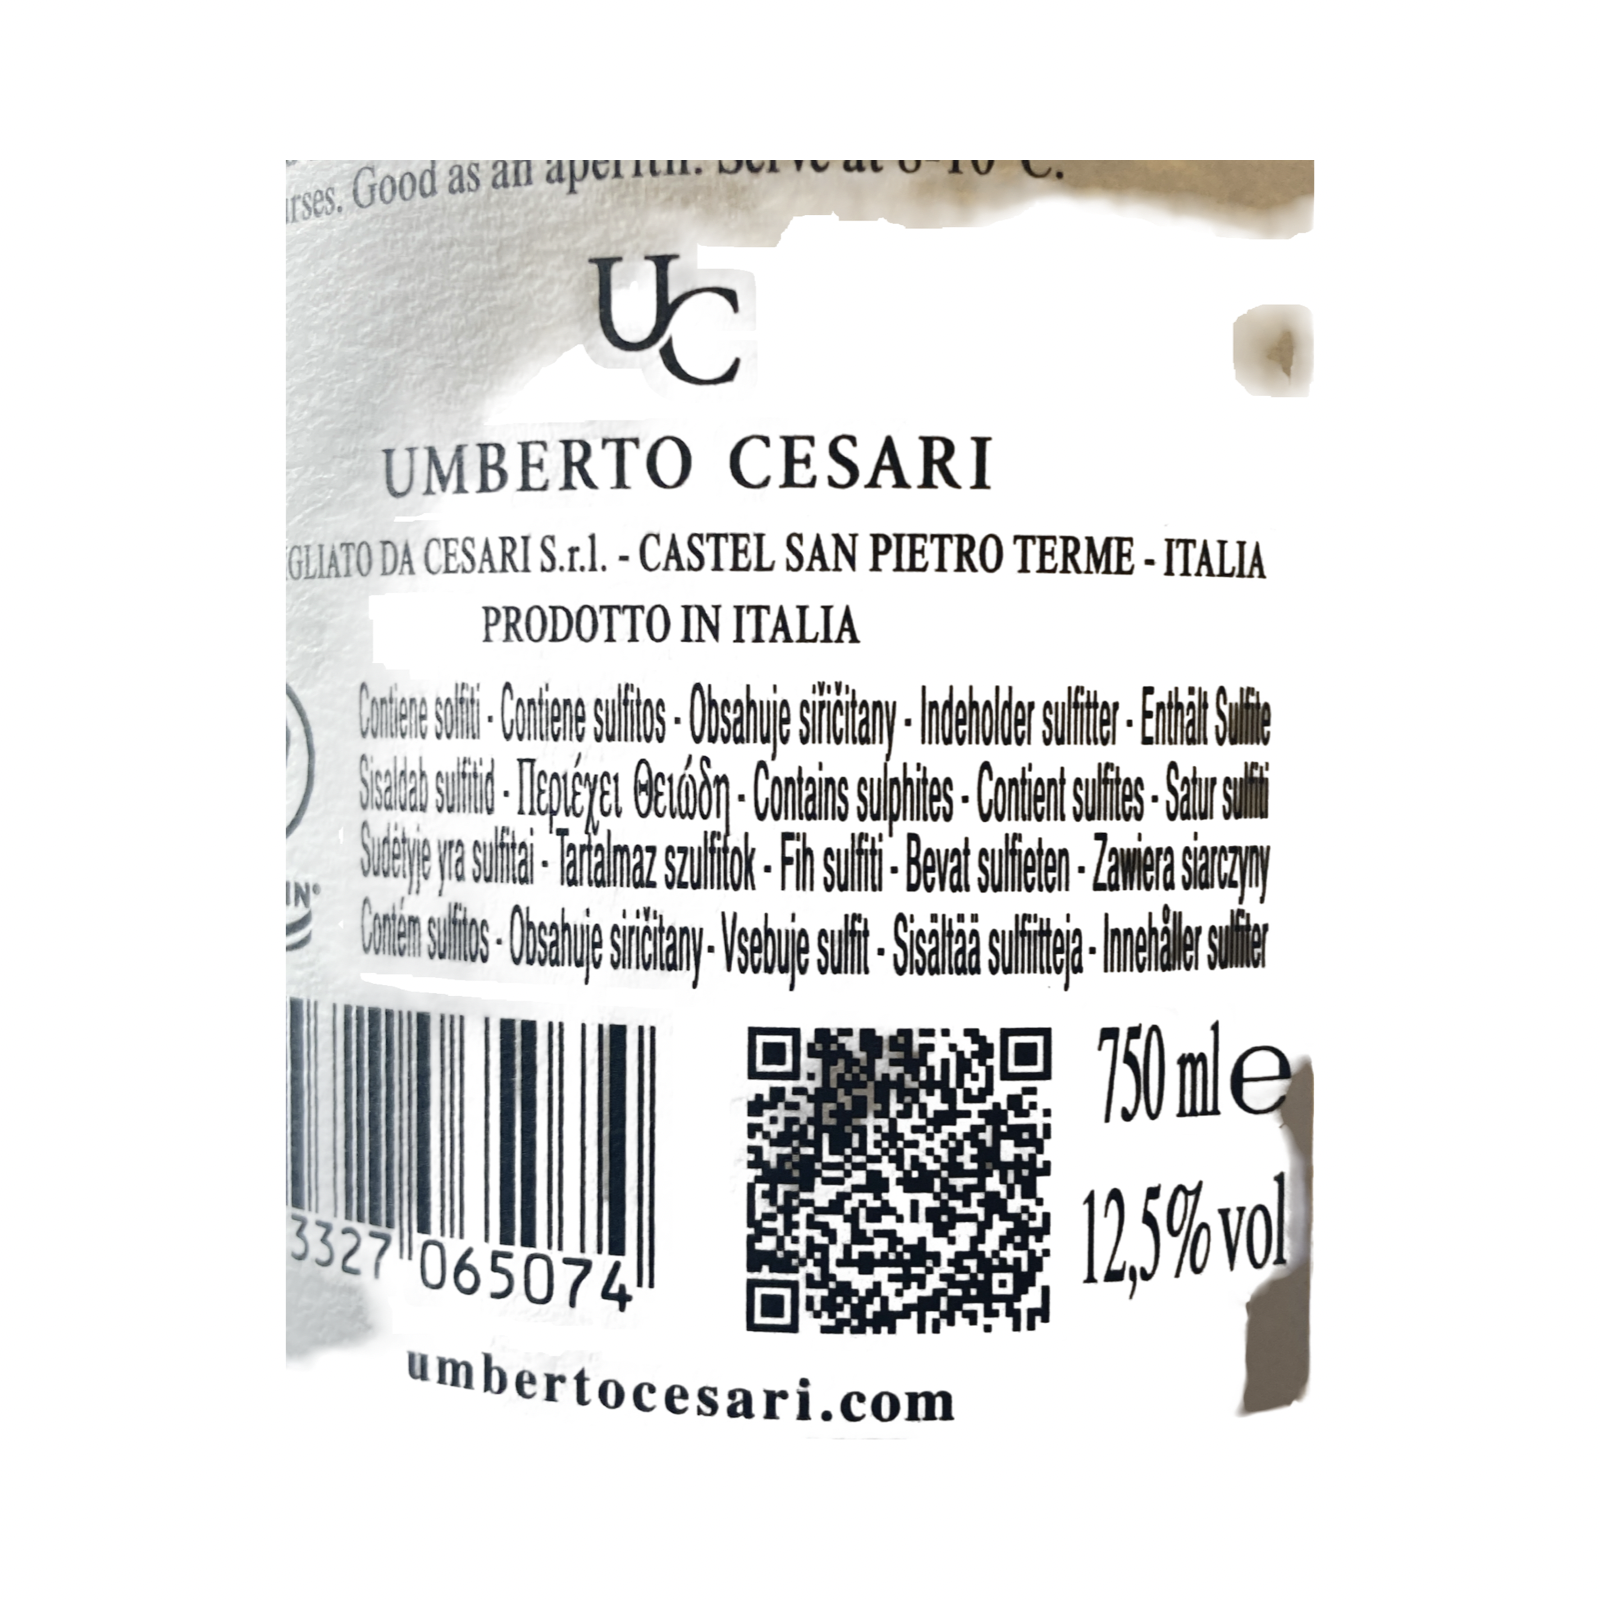 Good as an aperitif. Serve at 8-10°C.
UC
UMBERTO CESARI
GLIATO DA CESARI S.r.l. - CASTEL SAN PIETRO TERME - ITALIA
PRODOTTO IN ITALIA
Contiene solfiti - Contiene sulfitos - Obsahuje siřičitany - Indeholder sulfitter - Enthält Sulfite
Sisaldab sulfitid - Περιέχει Θειώδη - Contains sulphites - Contient sulfites - Satur sulfiti
Sudėtyje yra sulfitai - Tartalmaz szulfitok - Fih sulfiti - Bevat sulfieten - Zawiera siarczyny
Contém sulfitos - Obsahuje siričitany - Vsebuje sulfit - Sisältää sulfiitteja - Innehåller sulfiter
750 ml e
12,5% vol
3327 065074
umbertocesari.com